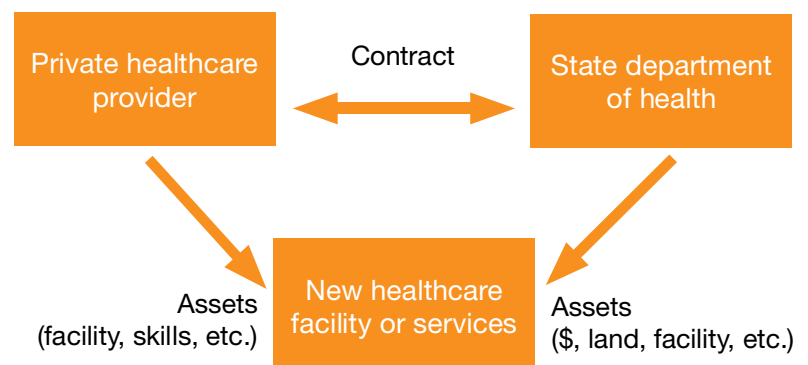 Private healthcare
provider
Contract
State department
of health
New healthcare
facility or services
Assets
(facility, skills, etc.)
Assets
($, land, facility, etc.)